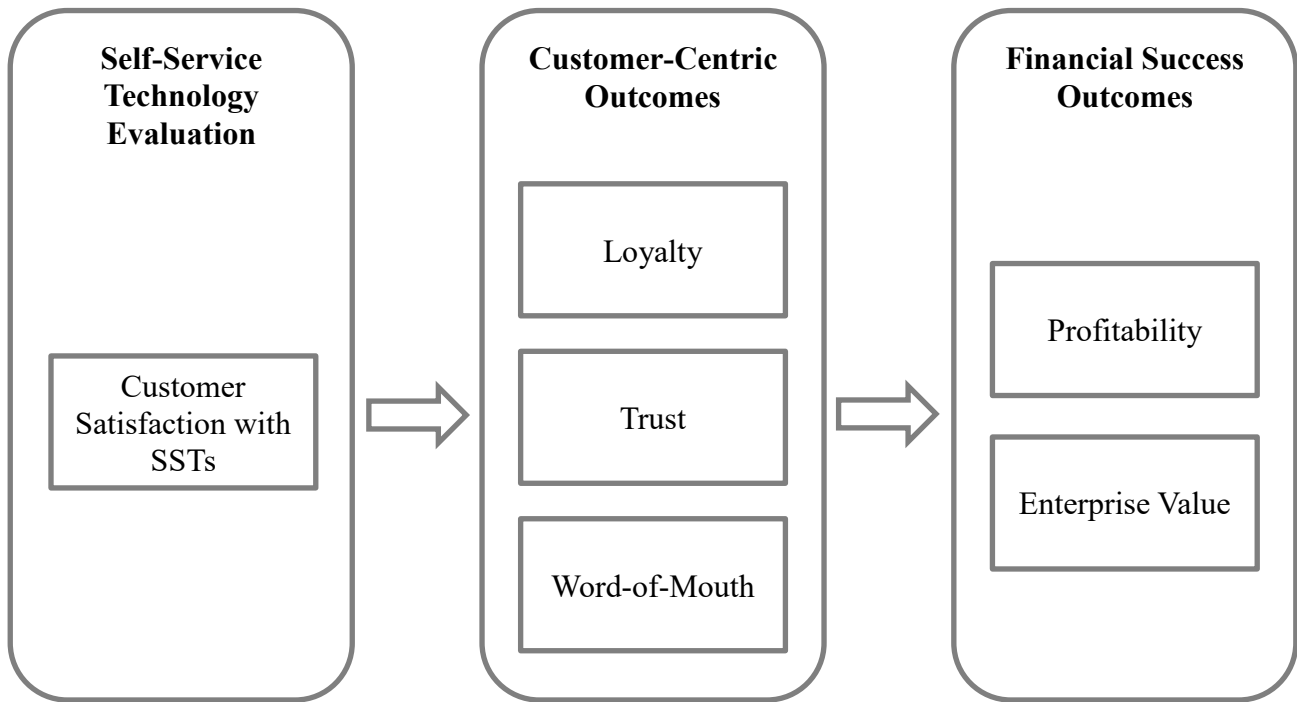 Self-Service
Technology
Evaluation
Customer
Satisfaction with
SSTs
Customer-Centric
Outcomes
Loyalty
Trust
Word-of-Mouth
Financial Success
Outcomes
Profitability
Enterprise Value